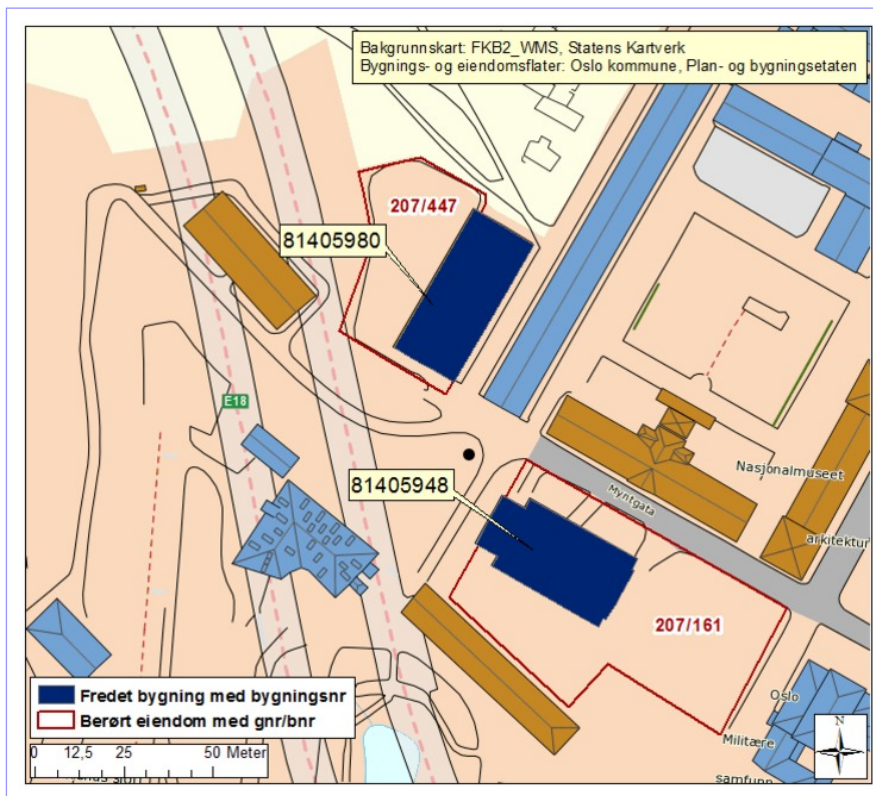 Bakgrunnskart: FKB2_WMS, Statens Kartverk
Bygnings- og eiendomsflater: Oslo kommune, Plan- og bygningsetaten
207/447
81405980
E18
Nasjonalmuseet
81405948
Myntgata
arkitektur
207/161
Fredet bygning med bygningsnr
Berørt eiendom med gnr/bnr
Oslo
Militære
samfunn
N
0 12,5 25 50 Meter